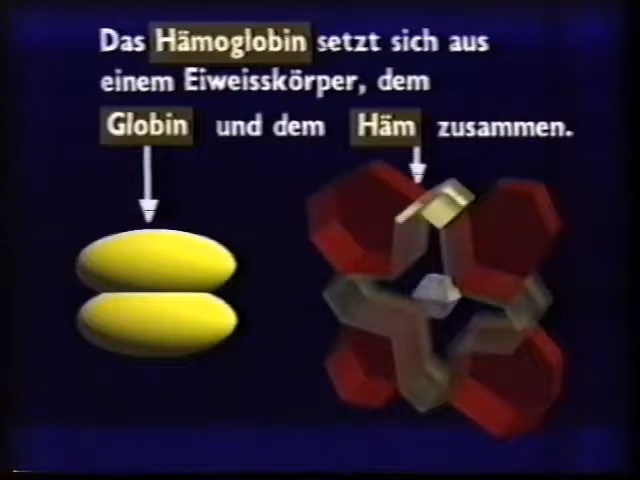 Das Hämoglobin setzt sich aus
einem Eiweisskörper, dem
Globin und dem Häm zusammen.